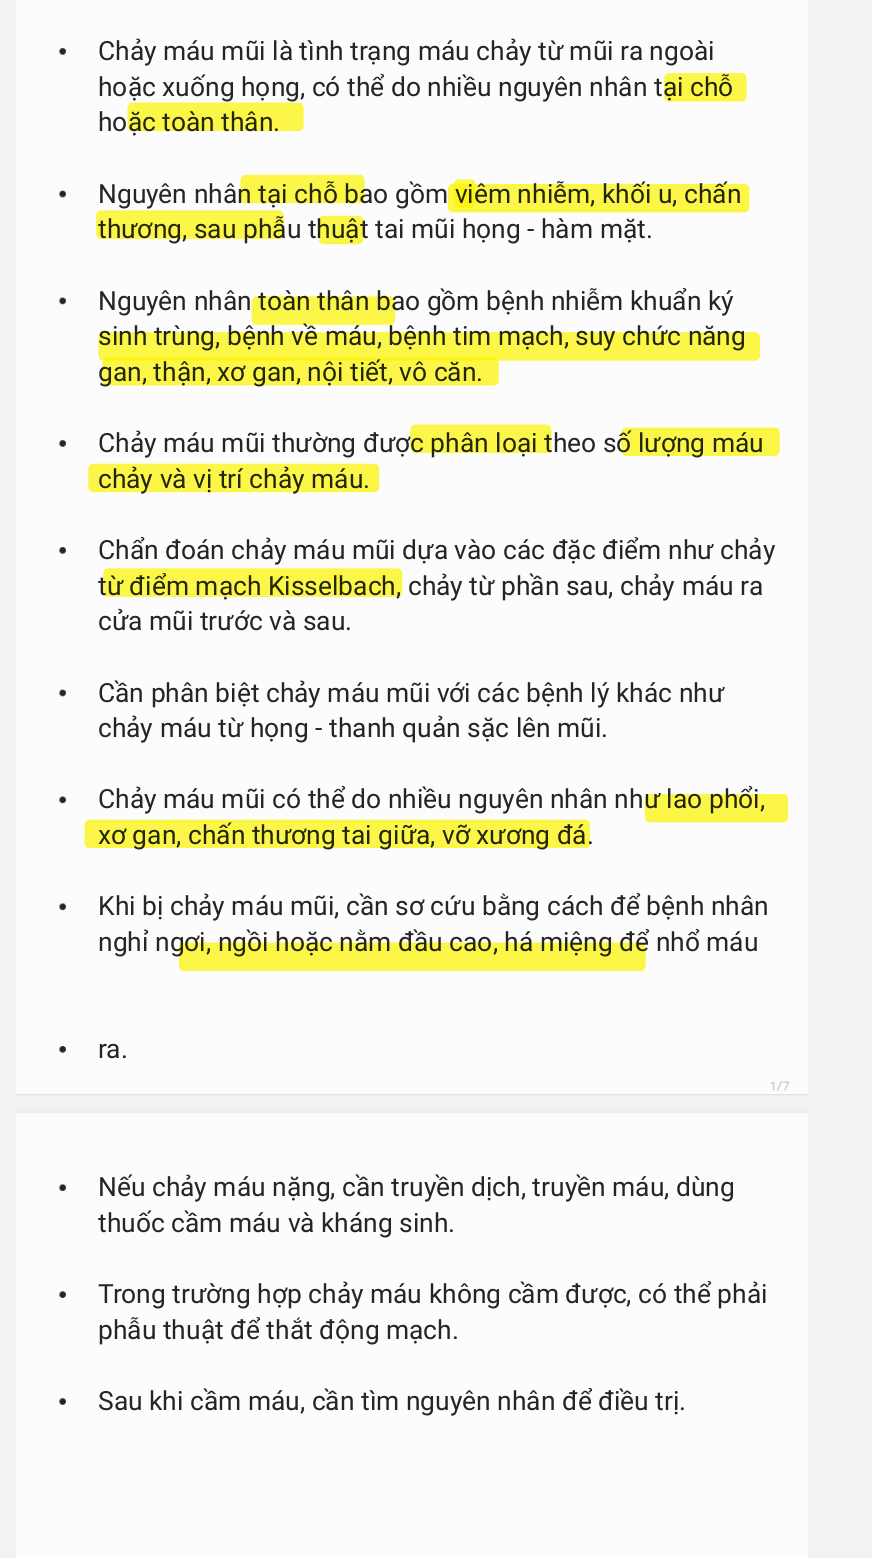 • Chảy máu mũi là tình trạng máu chảy từ mũi ra ngoài
hoặc xuống họng, có thể do nhiều nguyên nhân tại chỗ
hoặc toàn thân.
• Nguyên nhân tại chỗ bao gồm viêm nhiễm, khối u, chấn
thương, sau phẫu thuật tai mũi họng - hàm mặt.
• Nguyên nhân toàn thân bao gồm bệnh nhiễm khuẩn ký
sinh trùng, bệnh về máu, bệnh tim mạch, suy chức năng
gan, thận, xơ gan, nội tiết, vô căn.
• Chảy máu mũi thường được phân loại theo số lượng máu
chảy và vị trí chảy máu.
• Chẩn đoán chảy máu mũi dựa vào các đặc điểm như chảy
từ điểm mạch Kisselbach, chảy từ phần sau, chảy máu ra
cửa mũi trước và sau.
• Cần phân biệt chảy máu mũi với các bệnh lý khác như
chảy máu từ họng - thanh quản sặc lên mũi.
• Chảy máu mũi có thể do nhiều nguyên nhân như lao phổi,
xơ gan, chấn thương tai giữa, vỡ xương đá.
• Khi bị chảy máu mũi, cần sơ cứu bằng cách để bệnh nhân
nghỉ ngơi, ngồi hoặc nằm đầu cao, há miệng để nhổ máu
• ra.
1/7
• Nếu chảy máu nặng, cần truyền dịch, truyền máu, dùng
thuốc cầm máu và kháng sinh.
• Trong trường hợp chảy máu không cầm được, có thể phải
phẫu thuật để thắt động mạch.
• Sau khi cầm máu, cần tìm nguyên nhân để điều trị.